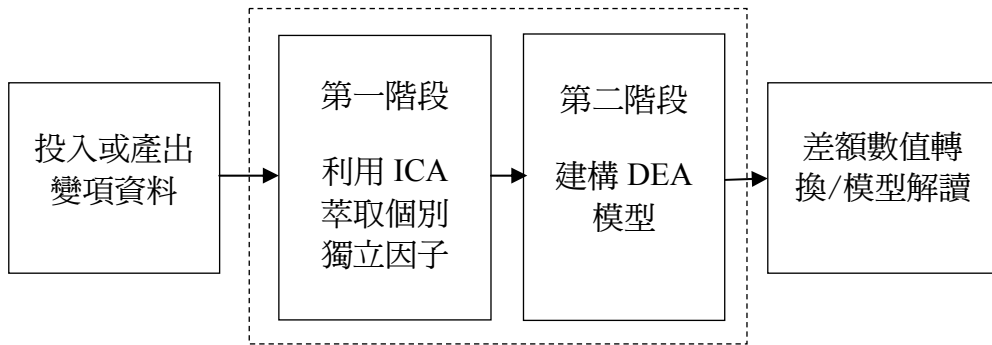 投入或產出
變項資料
第一階段
利用 ICA
萃取個別
獨立因子
第二階段
建構 DEA
模型
差額數值轉
換/模型解讀